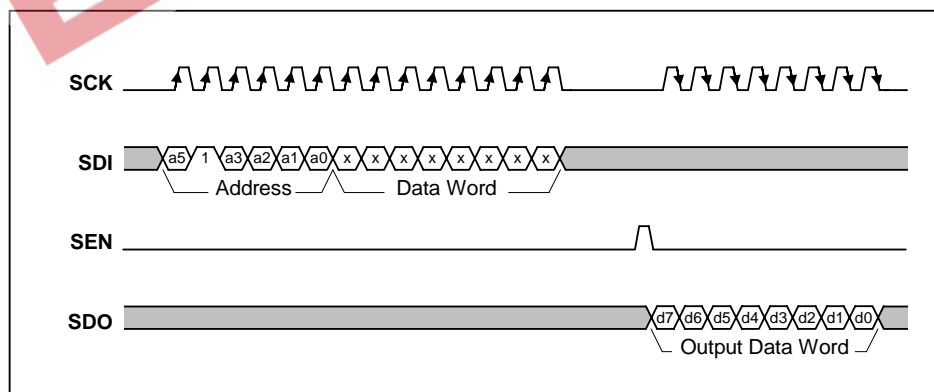 SCK
SDI a5 1 a3 a2 a1 a0 x x x x x x x x
Address Data Word
SEN
SDO d7 d6 d5 d4 d3 d2 d1 d0
Output Data Word